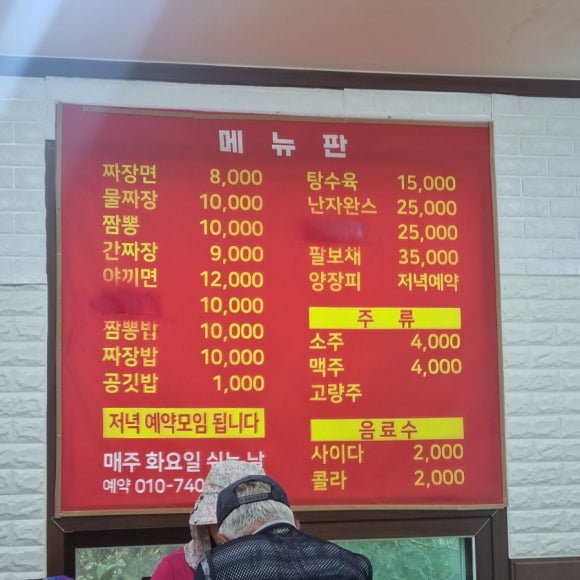 메뉴판
짜장면 8,000
물짜장 10,000
짬뽕 10,000
간짜장 9,000
야끼면 12,000
10,000
짬뽕밥 10,000
짜장밥 10,000
공깃밥 1,000
저녁 예약모임 됩니다
매주 화요일 쉬는 날
예약 010-740
탕수육 15,000
난자완스 25,000
25,000
팔보채 35,000
양장피 저녁예약
주 류
소주 4,000
맥주 4,000
고량주
음료수
사이다 2,000
콜라 2,000